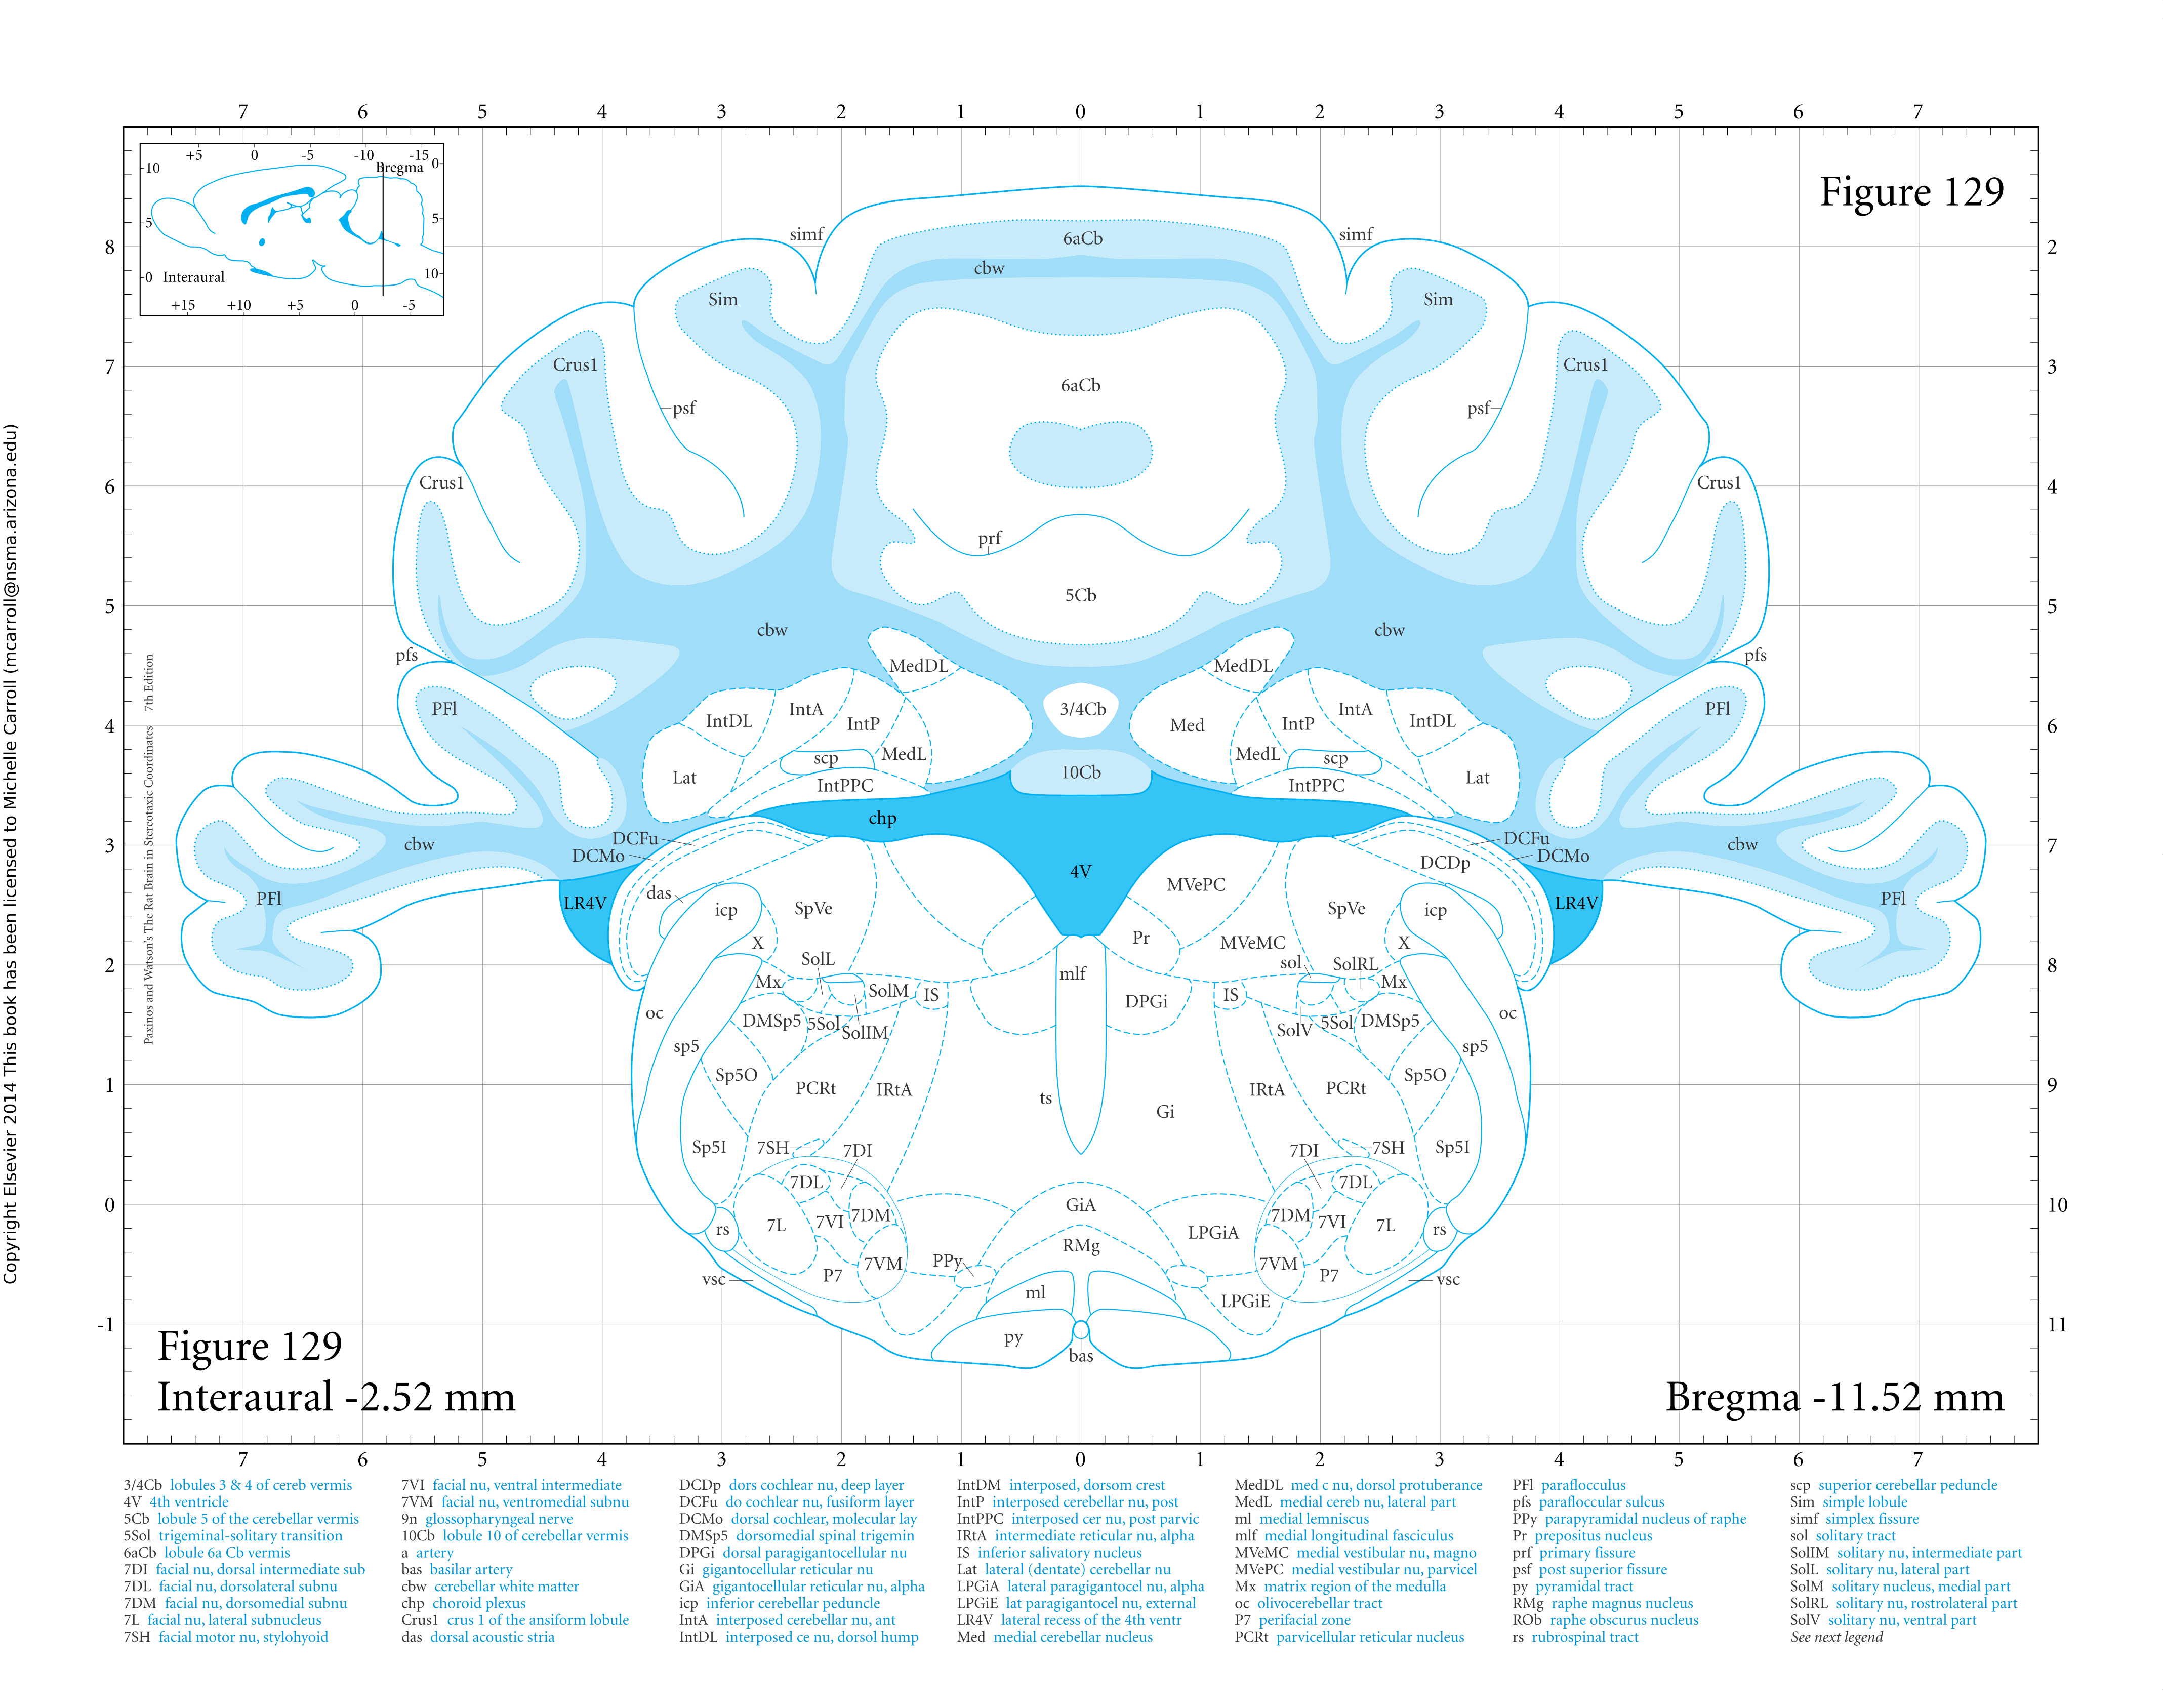 7 6 5 4 3 2 1 0 1 2 3 4 5 6 7
+5 0 -5 -10 -15
Bregma 0
10
5 5
0 Interaural 10
+15 +10 +5 0 -5
Figure 129
simf simf
6aCb
8 2
cbw
Sim Sim
7 Crus1 Crus1 3
6aCb
psf psf
6 Crus1 Crus1 4
prf
5 5Cb 5
cbw cbw
pfs pfs
MedDL MedDL
PFl IntDL IntA IntP 3/4Cb Med IntP IntA IntDL PFl
4 6
Lat scp MedL MedL scp Lat
IntPPC 10Cb IntPPC
chp
3 cbw DCFu DCFu cbw 7
DCMo DCMo
4V DCDp
PFl LR4V das MVePC LR4V PFl
icp SpVe SpVe icp
X Pr MVeMC X
2 SolL sol SolRL 8
Mx SolM IS mlf DPGi IS Mx
oc DMSp5 5Sol SolIM SolV 5Sol DMSp5 oc
sp5 sp5
Sp5O Sp5O
1 PCRt IRtA ts Gi IRtA PCRt 9
Sp5I 7SH 7DI 7DI 7SH Sp5I
7DL 7DL
0 GiA 10
rs 7L 7VI 7DM LPGiA 7DM 7VI 7L rs
RMg
vsc P7 7VM PPy 7VM P7 vsc
ml LPGiE
-1 py 11
bas
Figure 129
Interaural -2.52 mm
Bregma -11.52 mm
7 6 5 4 3 2 1 0 1 2 3 4 5 6 7
Copyright Elsevier 2014 This book has been licensed to Michelle Carroll (mcarroll@nsma.arizona.edu)
Paxinos and Watson's The Rat Brain in Stereotaxic Coordinates 7th Edition
3/4Cb lobules 3 & 4 of cereb vermis
4V 4th ventricle
5Cb lobule 5 of the cerebellar vermis
5Sol trigeminal-solitary transition
6aCb lobule 6a Cb vermis
7DI facial nu, dorsal intermediate sub
7DL facial nu, dorsolateral subnu
7DM facial nu, dorsomedial subnu
7L facial nu, lateral subnucleus
7SH facial motor nu, stylohyoid
7VI facial nu, ventral intermediate
7VM facial nu, ventromedial subnu
9n glossopharyngeal nerve
10Cb lobule 10 of cerebellar vermis
a artery
bas basilar artery
cbw cerebellar white matter
chp choroid plexus
Crus1 crus 1 of the ansiform lobule
das dorsal acoustic stria
DCDp dors cochlear nu, deep layer
DCFu do cochlear nu, fusiform layer
DCMo dorsal cochlear, molecular lay
DMSp5 dorsomedial spinal trigemin
DPGi dorsal paragigantocellular nu
Gi gigantocellular reticular nu
GiA gigantocellular reticular nu, alpha
icp inferior cerebellar peduncle
IntA interposed cerebellar nu, ant
IntDL interposed ce nu, dorsol hump
IntDM interposed, dorsom crest
IntP interposed cerebellar nu, post
IntPPC interposed cer nu, post parvic
IRtA intermediate reticular nu, alpha
IS inferior salivatory nucleus
Lat lateral (dentate) cerebellar nu
LPGiA lateral paragigantocel nu, alpha
LPGiE lat paragigantocel nu, external
LR4V lateral recess of the 4th ventr
Med medial cerebellar nucleus
MedDL med c nu, dorsol protuberance
MedL medial cereb nu, lateral part
ml medial lemniscus
mlf medial longitudinal fasciculus
MVeMC medial vestibular nu, magno
MVePC medial vestibular nu, parvicel
Mx matrix region of the medulla
oc olivocerebellar tract
P7 perifacial zone
PCRt parvicellular reticular nucleus
PFl paraflocculus
pfs parafloccular sulcus
PPy parapyramidal nucleus of raphe
Pr prepositus nucleus
prf primary fissure
psf post superior fissure
py pyramidal tract
RMg raphe magnus nucleus
ROb raphe obscurus nucleus
rs rubrospinal tract
scp superior cerebellar peduncle
Sim simple lobule
simf simplex fissure
sol solitary tract
SolIM solitary nu, intermediate part
SolL solitary nu, lateral part
SolM solitary nucleus, medial part
SolRL solitary nu, rostrolateral part
SolV solitary nu, ventral part
See next legend